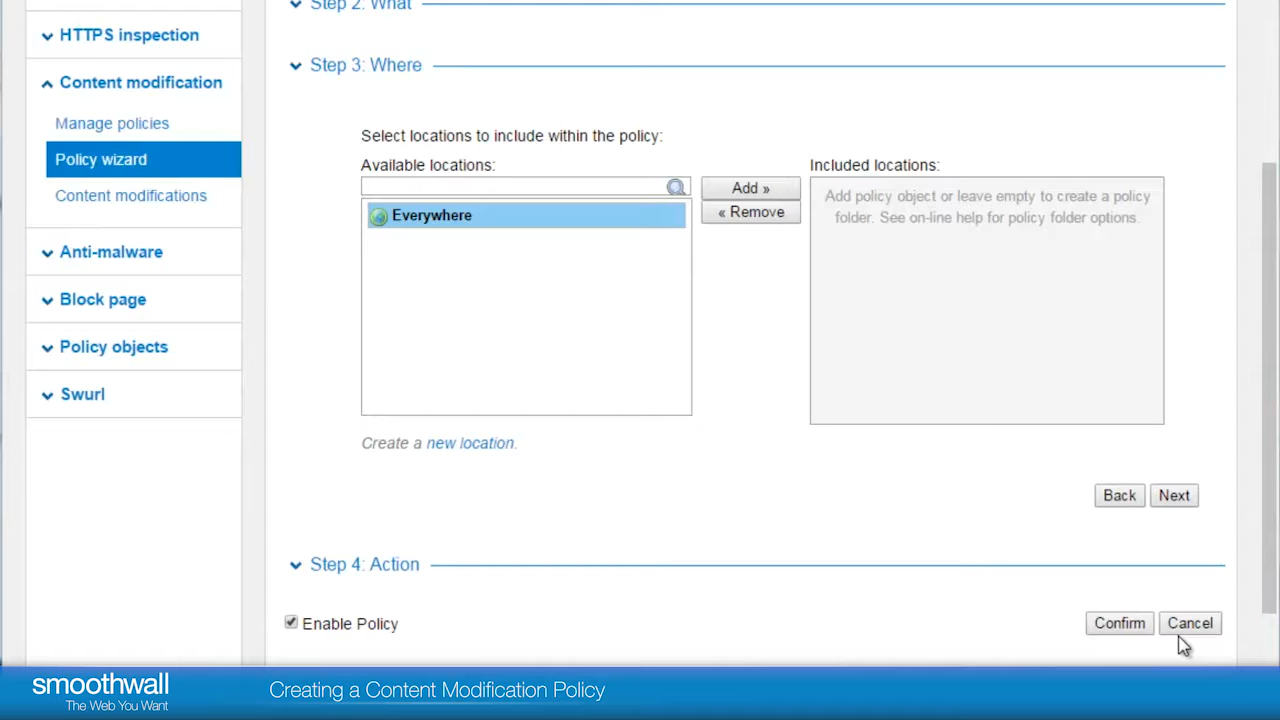 Step 2: What
HTTPS inspection
Step 3: Where
Content modification
Manage policies
Policy wizard
Content modifications
Anti-malware
Block page
Policy objects
Swurl
Select locations to include within the policy:
Available locations:
Everywhere
Add »
« Remove
Included locations:
Add policy object or leave empty to create a policy
folder. See on-line help for policy folder options.
Create a new location.
Back Next
Step 4: Action
Enable Policy
Confirm Cancel
smoothwall
The Web You Want
Creating a Content Modification Policy